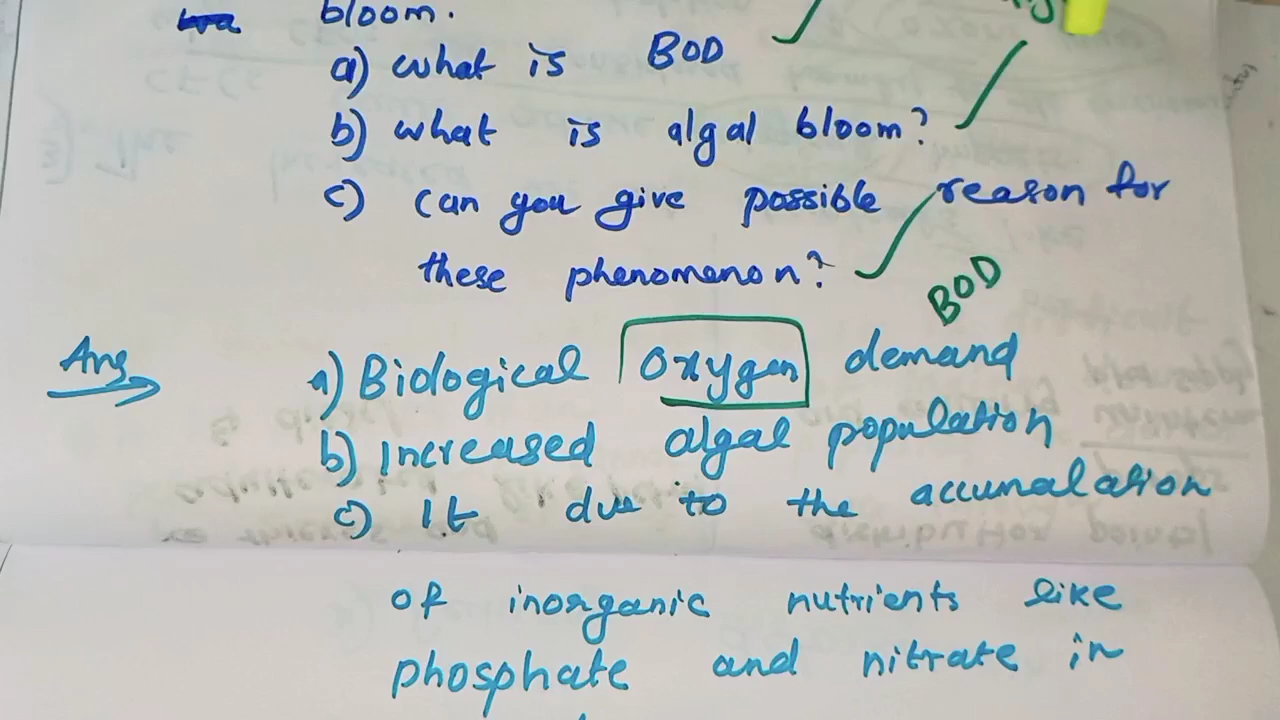 bloom.
a) what is BOD
b) what is algal bloom?
c) can you give possible reason for
these phenomenon?
BOD
Ans
a) Biological oxygen demand
b) Increased algal population
c) It due to the accumalation
of inorganic nutrients like
phosphate and nitrate in